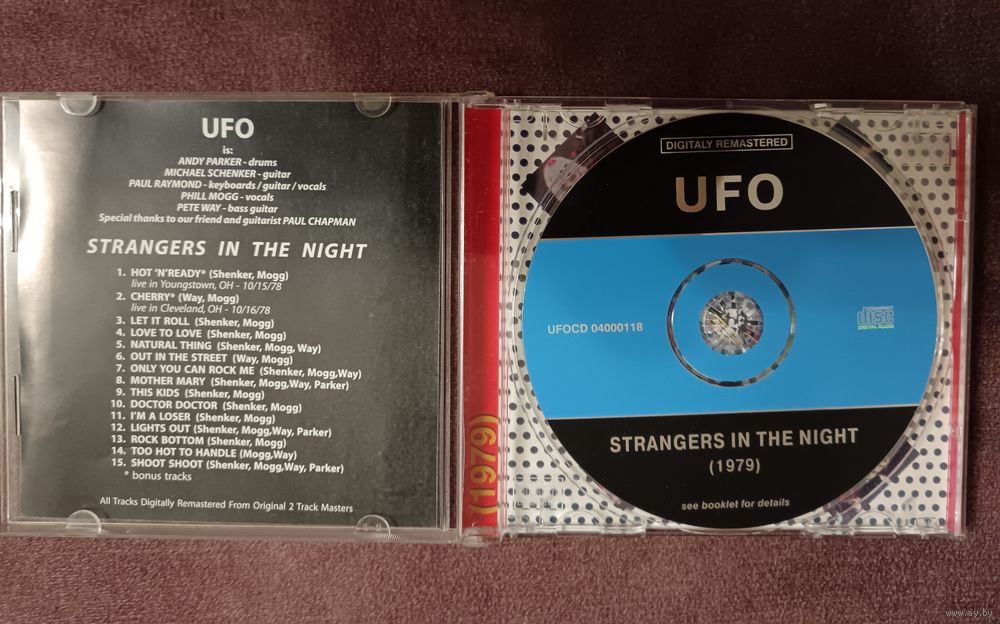 UFO
is:
ANDY PARKER - drums
MICHAEL SCHENKER - guitar
PAUL RAYMOND - keyboards / guitar / vocals
PHILL MOGG - vocals
PETE WAY - bass guitar
Special thanks to our friend and guitarist PAUL CHAPMAN
STRANGERS IN THE NIGHT
1. HOT 'N'READY* (Shenker, Mogg)
live in Youngstown, OH - 10/15/78
2. CHERRY* (Way, Mogg)
live in Cleveland, OH - 10/16/78
3. LET IT ROLL (Shenker, Mogg)
4. LOVE TO LOVE (Shenker, Mogg)
5. NATURAL THING (Shenker, Mogg, Way)
6. OUT IN THE STREET (Way, Mogg)
7. ONLY YOU CAN ROCK ME (Shenker, Mogg,Way)
8. MOTHER MARY (Shenker, Mogg,Way, Parker)
9. THIS KIDS (Shenker, Mogg)
10. DOCTOR DOCTOR (Shenker, Mogg)
11. I'M A LOSER (Shenker, Mogg)
12. LIGHTS OUT (Shenker, Mogg,Way, Parker)
13. ROCK BOTTOM (Shenker, Mogg)
14. TOO HOT TO HANDLE (Mogg,Way)
15. SHOOT SHOOT (Shenker, Mogg,Way, Parker)
* bonus tracks
All Tracks Digitally Remastered From Original 2 Track Masters
(1979)
DIGITALY REMASTERED
UFO
UFOCD 04000118
COMPACT
disc
DIGITAL AUDIO
STRANGERS IN THE NIGHT
(1979)
see booklet for details
www.ay.by